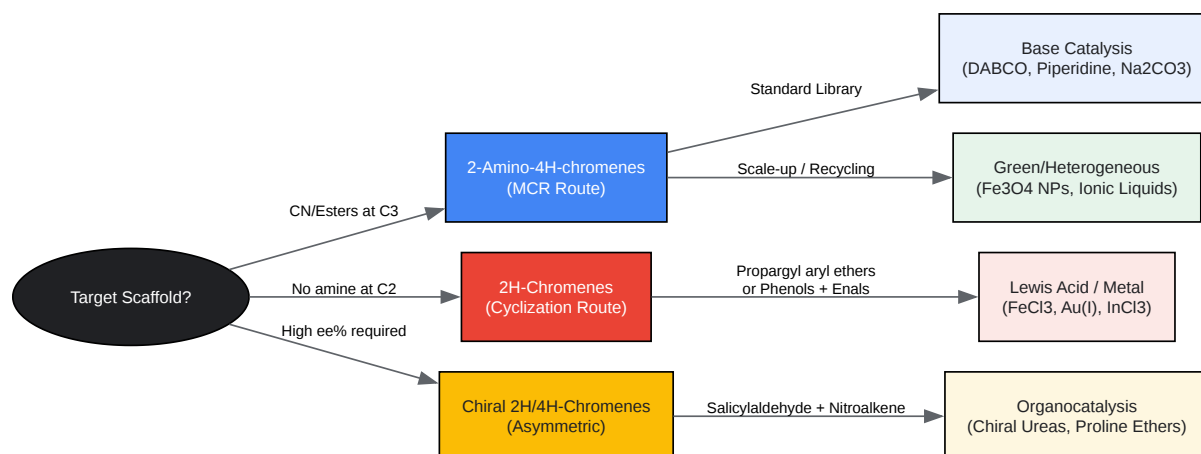 Target Scaffold?
CN/Esters at C3
No amine at C2
High ee% required
2-Amino-4H-chromenes
(MCR Route)
2H-Chromenes
(Cyclization Route)
Chiral 2H/4H-Chromenes
(Asymmetric)
Standard Library
Scale-up / Recycling
Propargyl aryl ethers
or Phenols + Enals
Salicylaldehyde + Nitroalkene
Base Catalysis
(DABCO, Piperidine, Na2CO3)
Green/Heterogeneous
(Fe3O4 NPs, Ionic Liquids)
Lewis Acid / Metal
(FeCl3, Au(I), InCl3)
Organocatalysis
(Chiral Ureas, Proline Ethers)